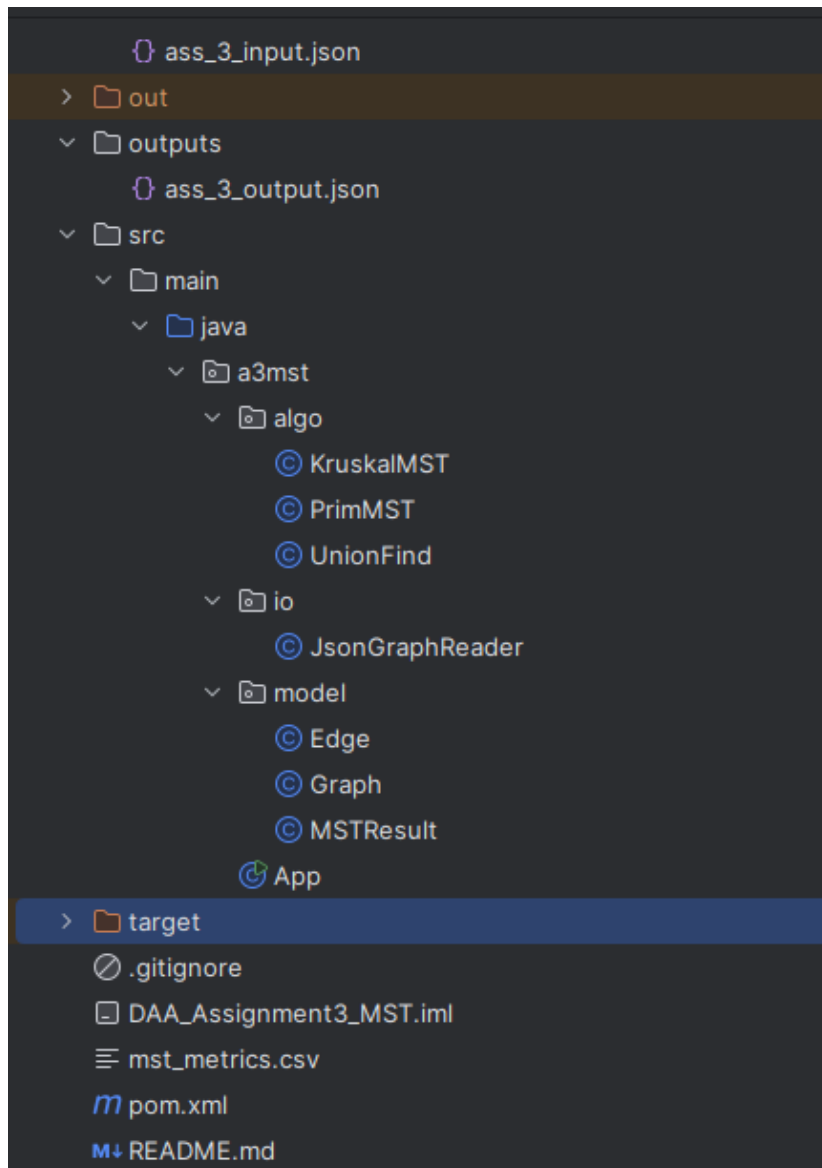 {} ass_3_input.json
out
outputs
{} ass_3_output.json
src
main
java
a3mst
algo
C KruskalMST
C PrimMST
C UnionFind
io
C JsonGraphReader
model
C Edge
C Graph
C MSTResult
C App
target
.gitignore
DAA_Assignment3_MST.iml
mst_metrics.csv
m pom.xml
M↓ README.md